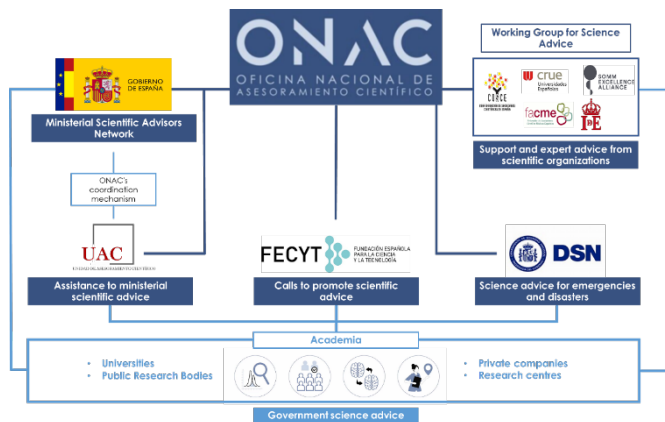 ONAC
OFICINA NACIONAL DE
ASESORAMIENTO CIENTÍFICO
GOBIERNO
DE ESPAÑA
Ministerial Scientific Advisors
Network
Working Group for Science
Advice
COSCE
crue
Universidades
Españolas
SOMM
EXCELLENCE
ALLIANCE
facme
Support and expert advice from
scientific organizations
ONAC's
coordination
mechanism
UAC
Assistance to ministerial
scientific advice
FECYT
FUNDACIÓN ESPAÑOLA
PARA LA CIENCIA
Y LA TECNOLOGÍA
Calls to promote scientific
advice
DSN
Science advice for emergencies
and disasters
Academia
• Universities
• Public Research Bodies
• Private companies
• Research centres
Government science advice